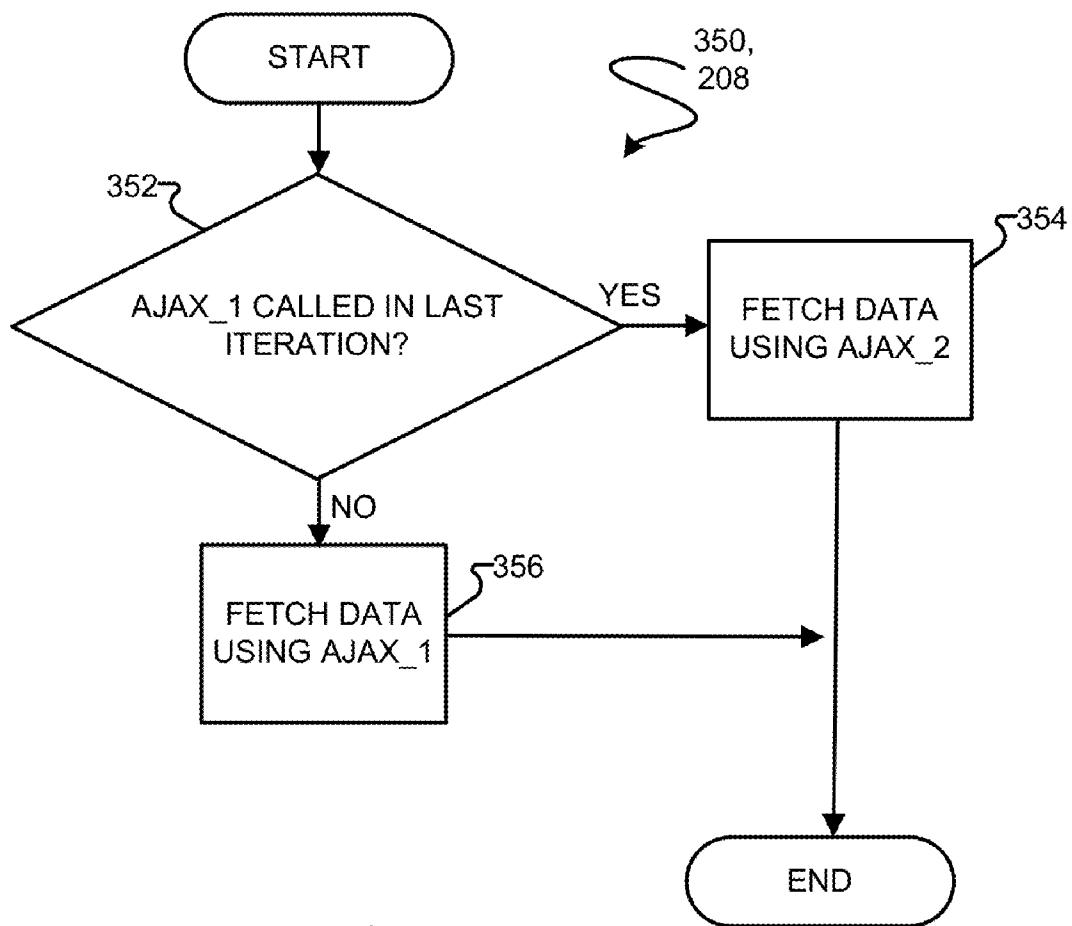 START
350,
208
352
354
AJAX_1 CALLED IN LAST
ITERATION?
YES
FETCH DATA
USING AJAX_2
NO
356
FETCH DATA
USING AJAX_1
END